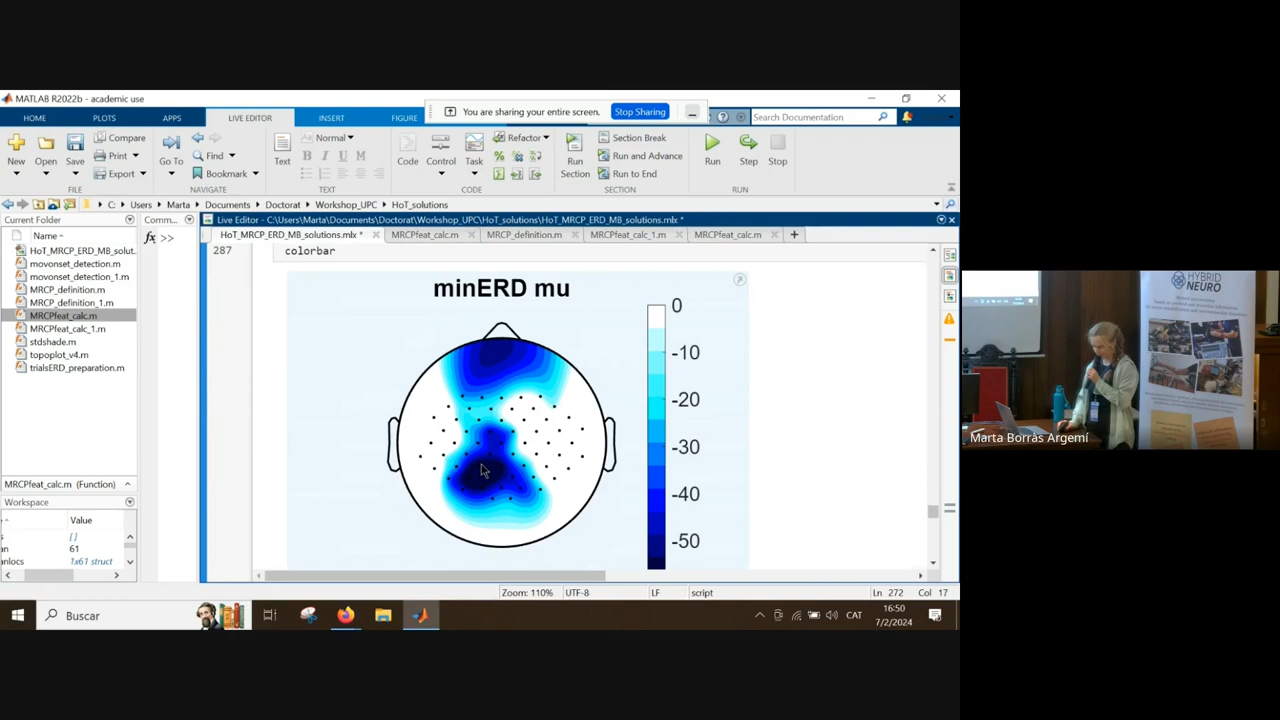 MATLAB R2022b - academic use
You are sharing your entire screen.
Stop Sharing
HOME
PLOTS
APPS
LIVE EDITOR
INSERT
FIGURE
Search Documentation
New
Open
Save
Compare
Print
Export
Go To
Find
Bookmark
Text
Normal
B I U M
Code
Control
Task
Refactor
Run
Section
Section Break
Run and Advance
Run to End
Run
Step
Stop
FILE
NAVIGATE
TEXT
CODE
SECTION
RUN
C: Users Marta Documents Doctorat Workshop_UPC HoT_solutions
Current Folder
Comm...
Live Editor - C:\Users\Marta\Documents\Doctorat\Workshop_UPC\HoT_solutions\HoT_MRCP_ERD_MB_solutions.mlx *
Name
fx >>
HoT_MRCP_ERD_MB_solutions.mlx *
MRCPfeat_calc.m
MRCP_definition.m
MRCPfeat_calc_1.m
MRCPfeat_calc.m
HoT_MRCP_ERD_MB_solut...
movonset_detection.m
movonset_detection_1.m
MRCP_definition.m
MRCP_definition_1.m
MRCPfeat_calc.m
MRCPfeat_calc_1.m
stdshade.m
topoplot_v4.m
trialsERD_preparation.m
287
colorbar
minERD mu
0
-10
-20
-30
-40
-50
MRCPfeat_calc.m (Function)
Workspace
Value
s
[]
an
61
anlocs
1x61 struct
Zoom: 110%
UTF-8
LF
script
Ln 272
Col 17
Buscar
CAT
16:50
7/2/2024
HYBRID
NEURO
Marta Borràs Argemí